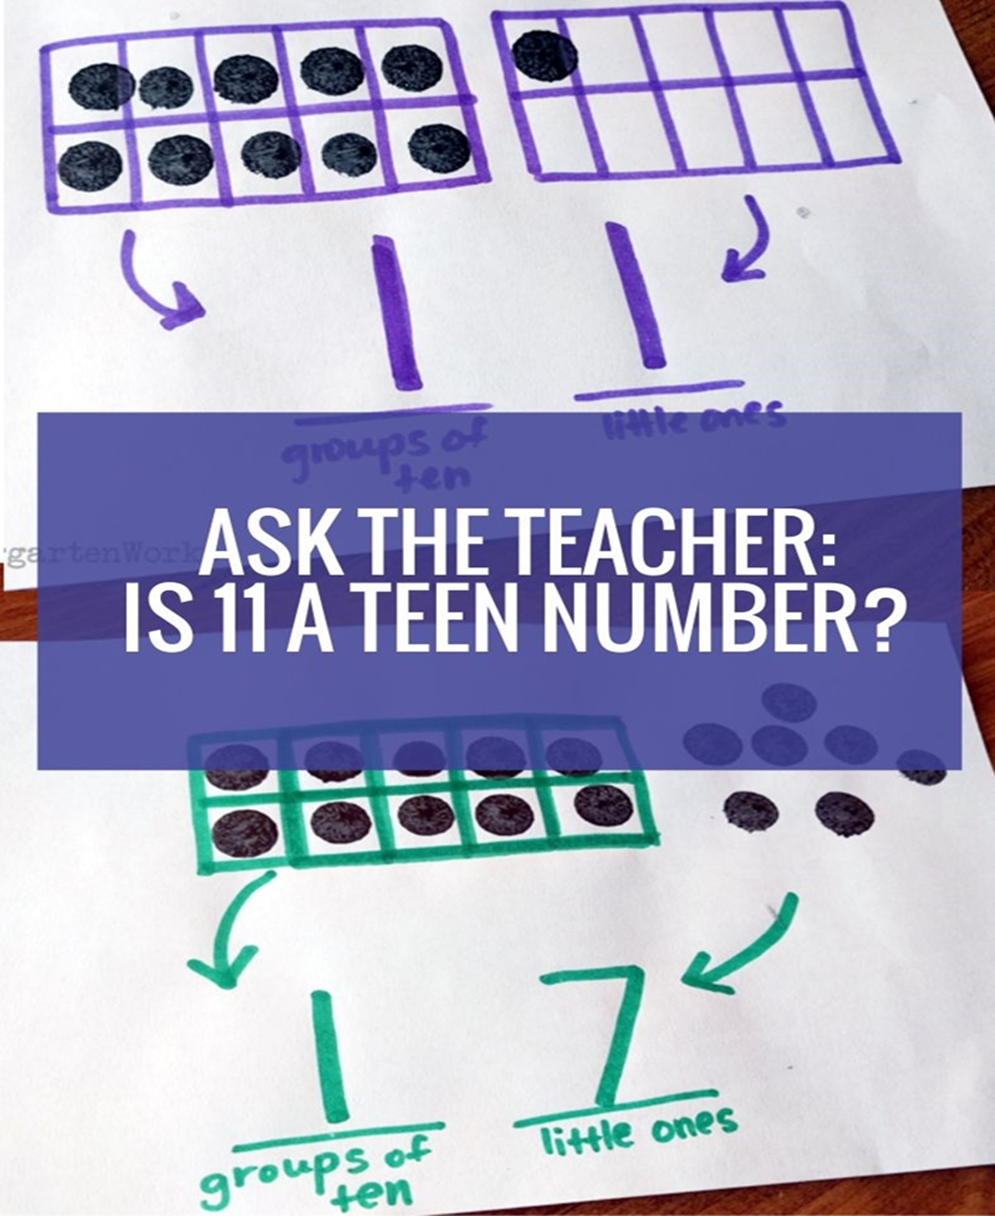 1 1
groups of
ten
little ones
gartenWork
ASK THE TEACHER:
IS 11 A TEEN NUMBER?
1 7
groups of
ten
little ones